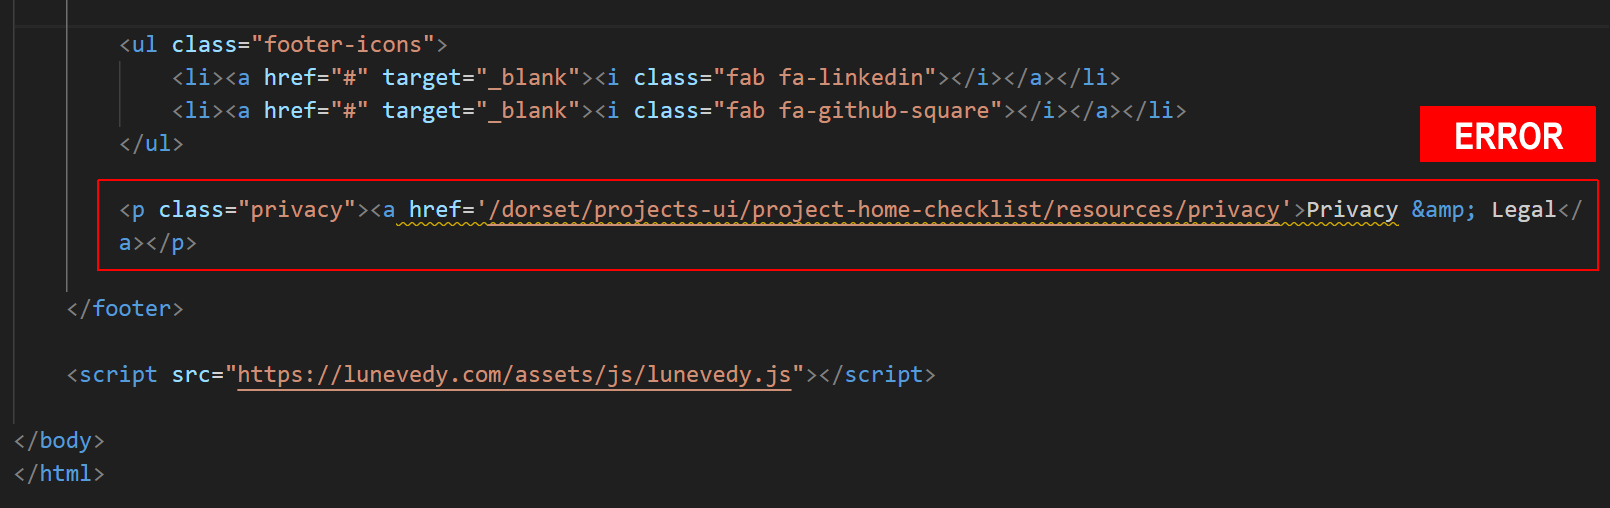 <ul class="footer-icons">
<li><a href="#" target="_blank"><i class="fab fa-linkedin"></i></a></li>
<li><a href="#" target="_blank"><i class="fab fa-github-square"></i></a></li>
</ul>
ERROR
<p class="privacy"><a href='/dorset/projects-ui/project-home-checklist/resources/privacy'>Privacy &amp; Legal</
a></p>
</footer>
<script src="https://lunevedy.com/assets/js/lunevedy.js"></script>
</body>
</html>